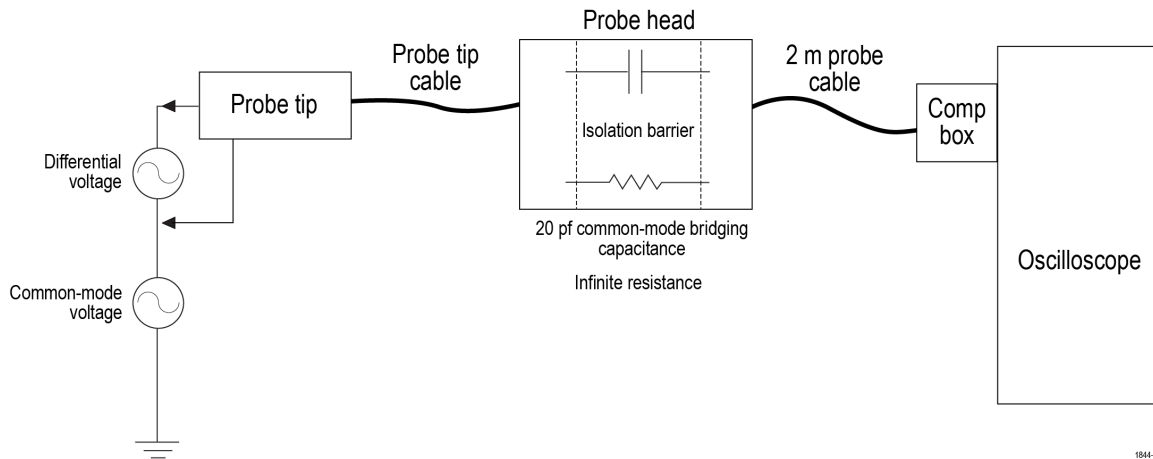 Probe head
Probe tip
cable
2 m probe
cable
Probe tip
Comp
box
Isolation barrier
Differential
voltage
20 pf common-mode bridging
capacitance
Oscilloscope
Infinite resistance
Common-mode
voltage
1844-